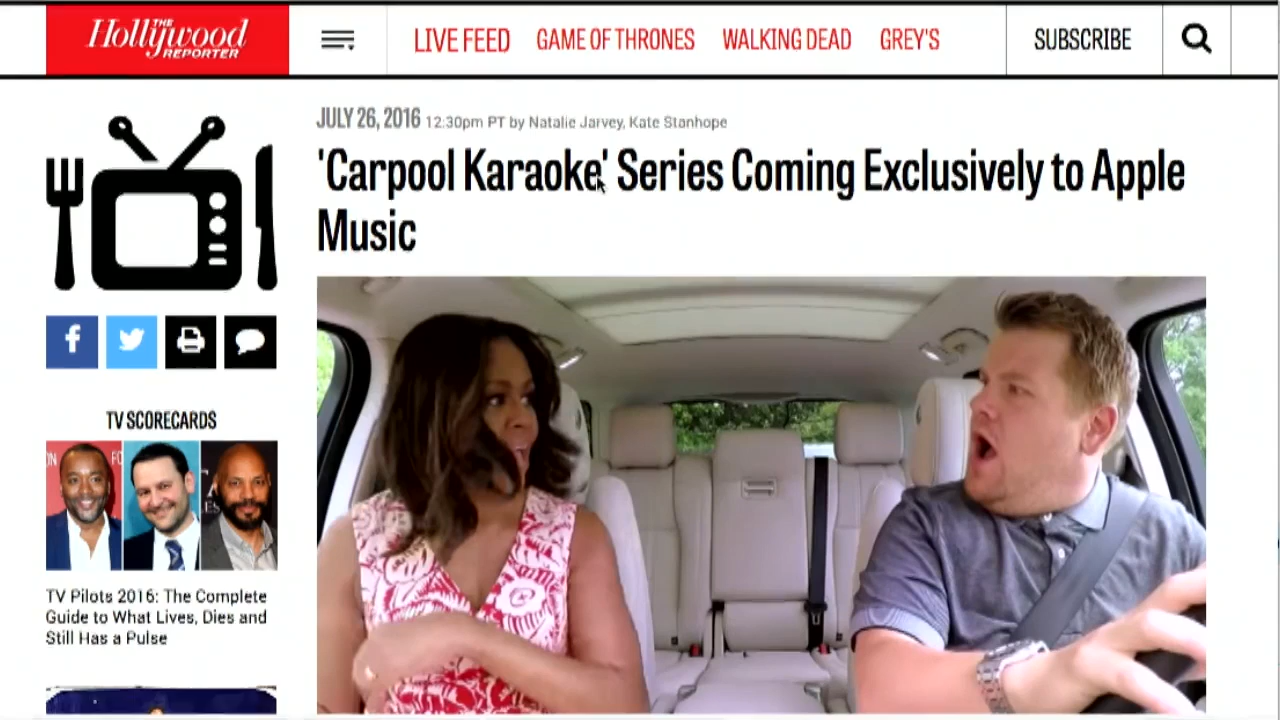 THE
Hollywood
REPORTER
LIVE FEED GAME OF THRONES WALKING DEAD GREY'S SUBSCRIBE
JULY 26, 2016 12:30pm PT by Natalie Jarvey, Kate Stanhope
'Carpool Karaoke' Series Coming Exclusively to Apple
Music
TV SCORECARDS
TV Pilots 2016: The Complete
Guide to What Lives, Dies and
Still Has a Pulse